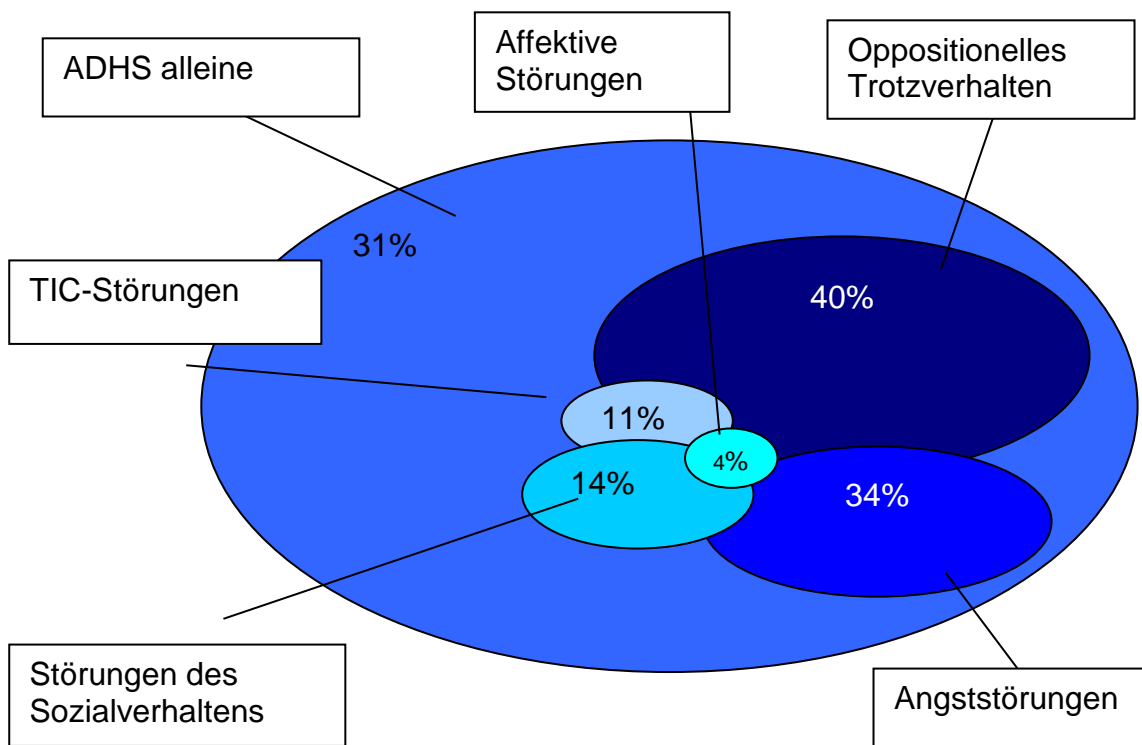 ADHS alleine
Affektive
Störungen
Oppositionelles
Trotzverhalten
31%
TIC-Störungen
40%
11%
4%
14%
34%
Störungen des
Sozialverhaltens
Angststörungen